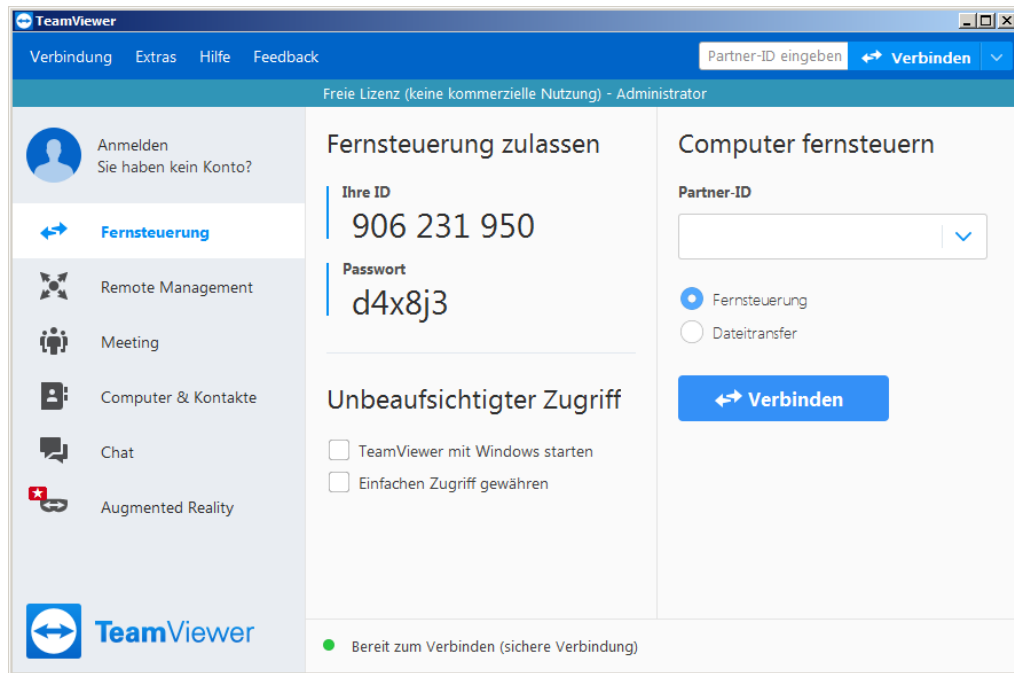 TeamViewer
Verbindung Extras Hilfe Feedback
Partner-ID eingeben Verbinden
Freie Lizenz (keine kommerzielle Nutzung) - Administrator
Anmelden
Sie haben kein Konto?
Fernsteuerung
Remote Management
Meeting
Computer & Kontakte
Chat
Augmented Reality
TeamViewer
Fernsteuerung zulassen
Ihre ID
906 231 950
Passwort
d4x8j3
Unbeaufsichtigter Zugriff
TeamViewer mit Windows starten
Einfachen Zugriff gewähren
Computer fernsteuern
Partner-ID
Fernsteuerung
Dateitransfer
Verbinden
Bereit zum Verbinden (sichere Verbindung)